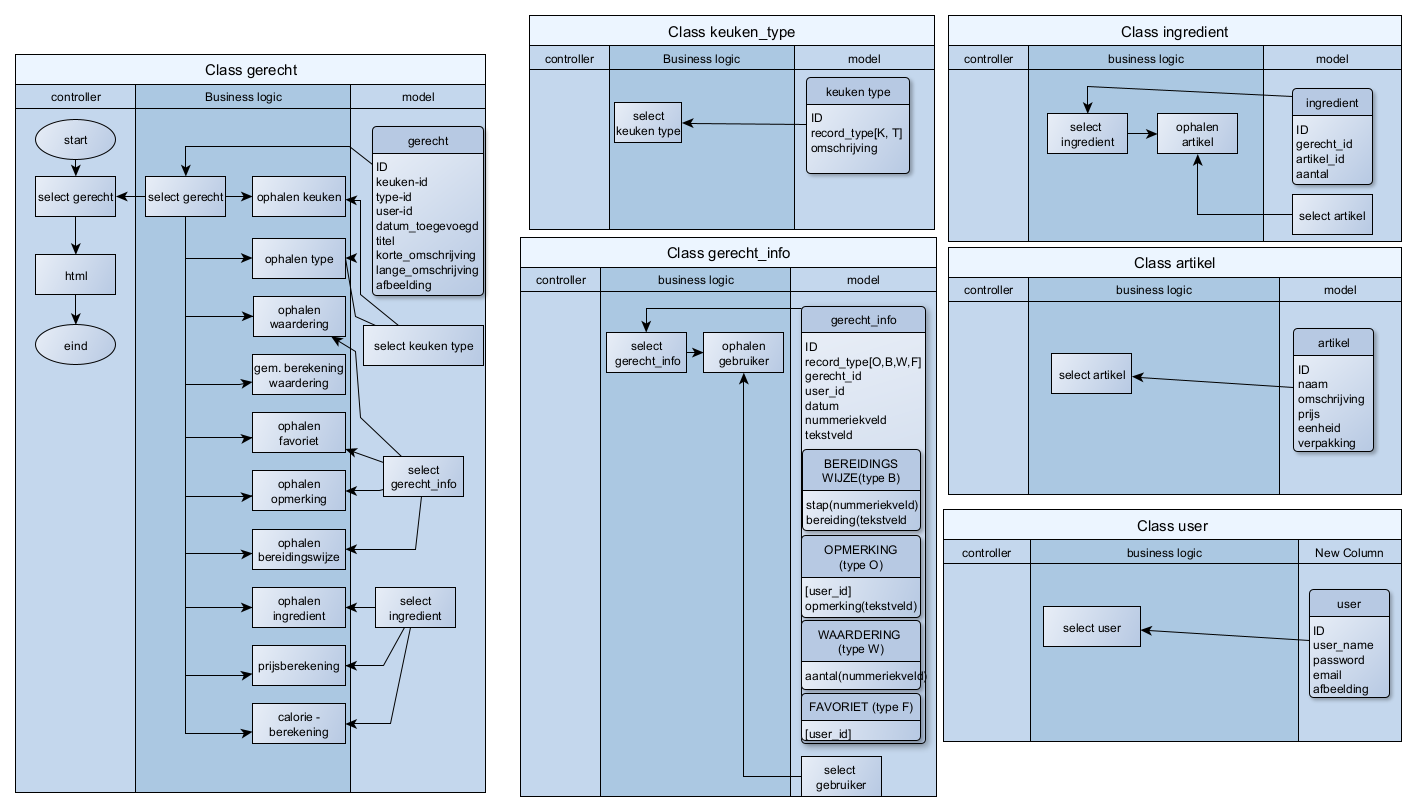 Class gerecht
controller
Business logic
model
start
select gerecht
html
eind
select gerecht
ophalen keuken
ophalen type
ophalen
waardering
gem. berekening
waardering
ophalen
favoriet
ophalen
opmerking
ophalen
bereidingswijze
ophalen
ingredient
prijsberekening
calorie -
berekening
gerecht
ID
keuken-id
type-id
user-id
datum_toegevoegd
titel
korte_omschrijving
lange_omschrijving
afbeelding
select keuken type
select
gerecht_info
select
ingredient
Class keuken_type
controller
Business logic
model
select
keuken type
keuken type
ID
record_type[K, T]
omschrijving
Class gerecht_info
controller
business logic
model
select
gerecht_info
ophalen
gebruiker
gerecht_info
ID
record_type[O,B,W,F]
gerecht_id
user_id
datum
nummeriekveld
tekstveld
BEREIDINGS
WIJZE(type B)
stap(nummeriekveld)
bereiding(tekstveld
OPMERKING
(type O)
[user_id]
opmerking(tekstveld)
WAARDERING
(type W)
aantal(nummeriekveld)
FAVORIET (type F)
[user_id]
select
gebruiker
Class ingredient
controller
business logic
model
select
ingredient
ophalen
artikel
ingredient
ID
gerecht_id
artikel_id
aantal
select artikel
Class artikel
controller
business logic
model
select artikel
artikel
ID
naam
omschrijving
prijs
eenheid
verpakking
Class user
controller
business logic
New Column
select user
user
ID
user_name
password
email
afbeelding